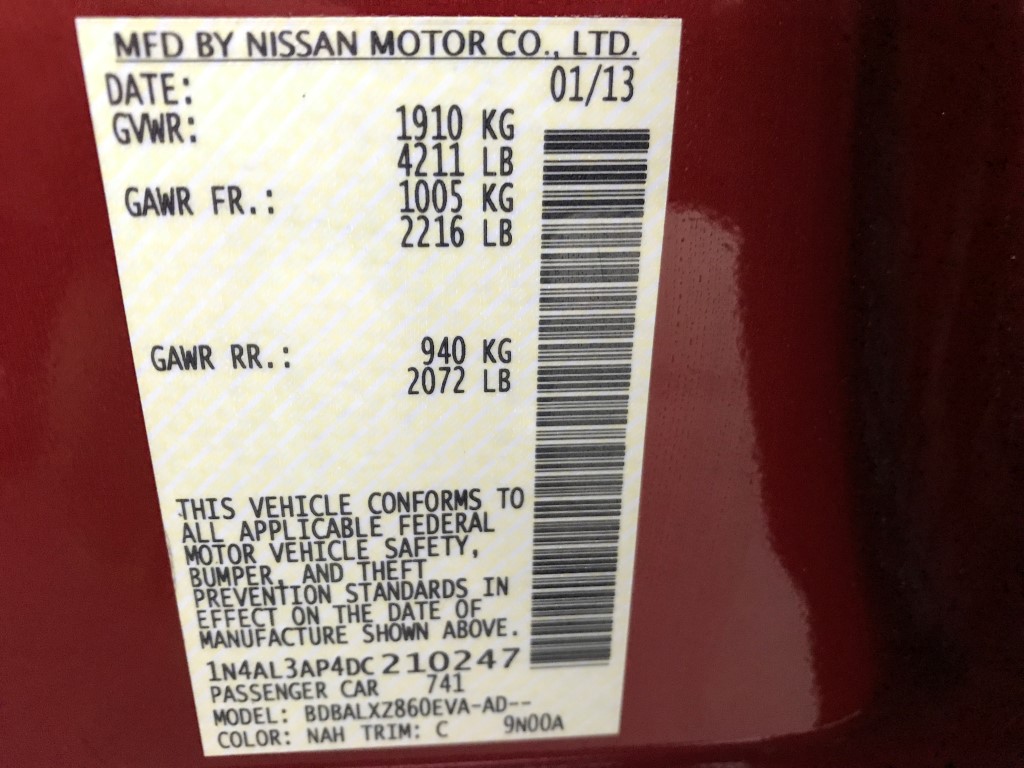 MFD BY NISSAN MOTOR CO., LTD.
DATE: 01/13
GVWR: 1910 KG
4211 LB
GAWR FR.: 1005 KG
2216 LB
GAWR RR.: 940 KG
2072 LB
THIS VEHICLE CONFORMS TO
ALL APPLICABLE FEDERAL
MOTOR VEHICLE SAFETY,
BUMPER, AND THEFT
PREVENTION STANDARDS IN
EFFECT ON THE DATE OF
MANUFACTURE SHOWN ABOVE.
1N4AL3AP4DC 210247
PASSENGER CAR 741
MODEL: BDBALXZ860EVA-AD--
COLOR: NAH TRIM: C 9N00A